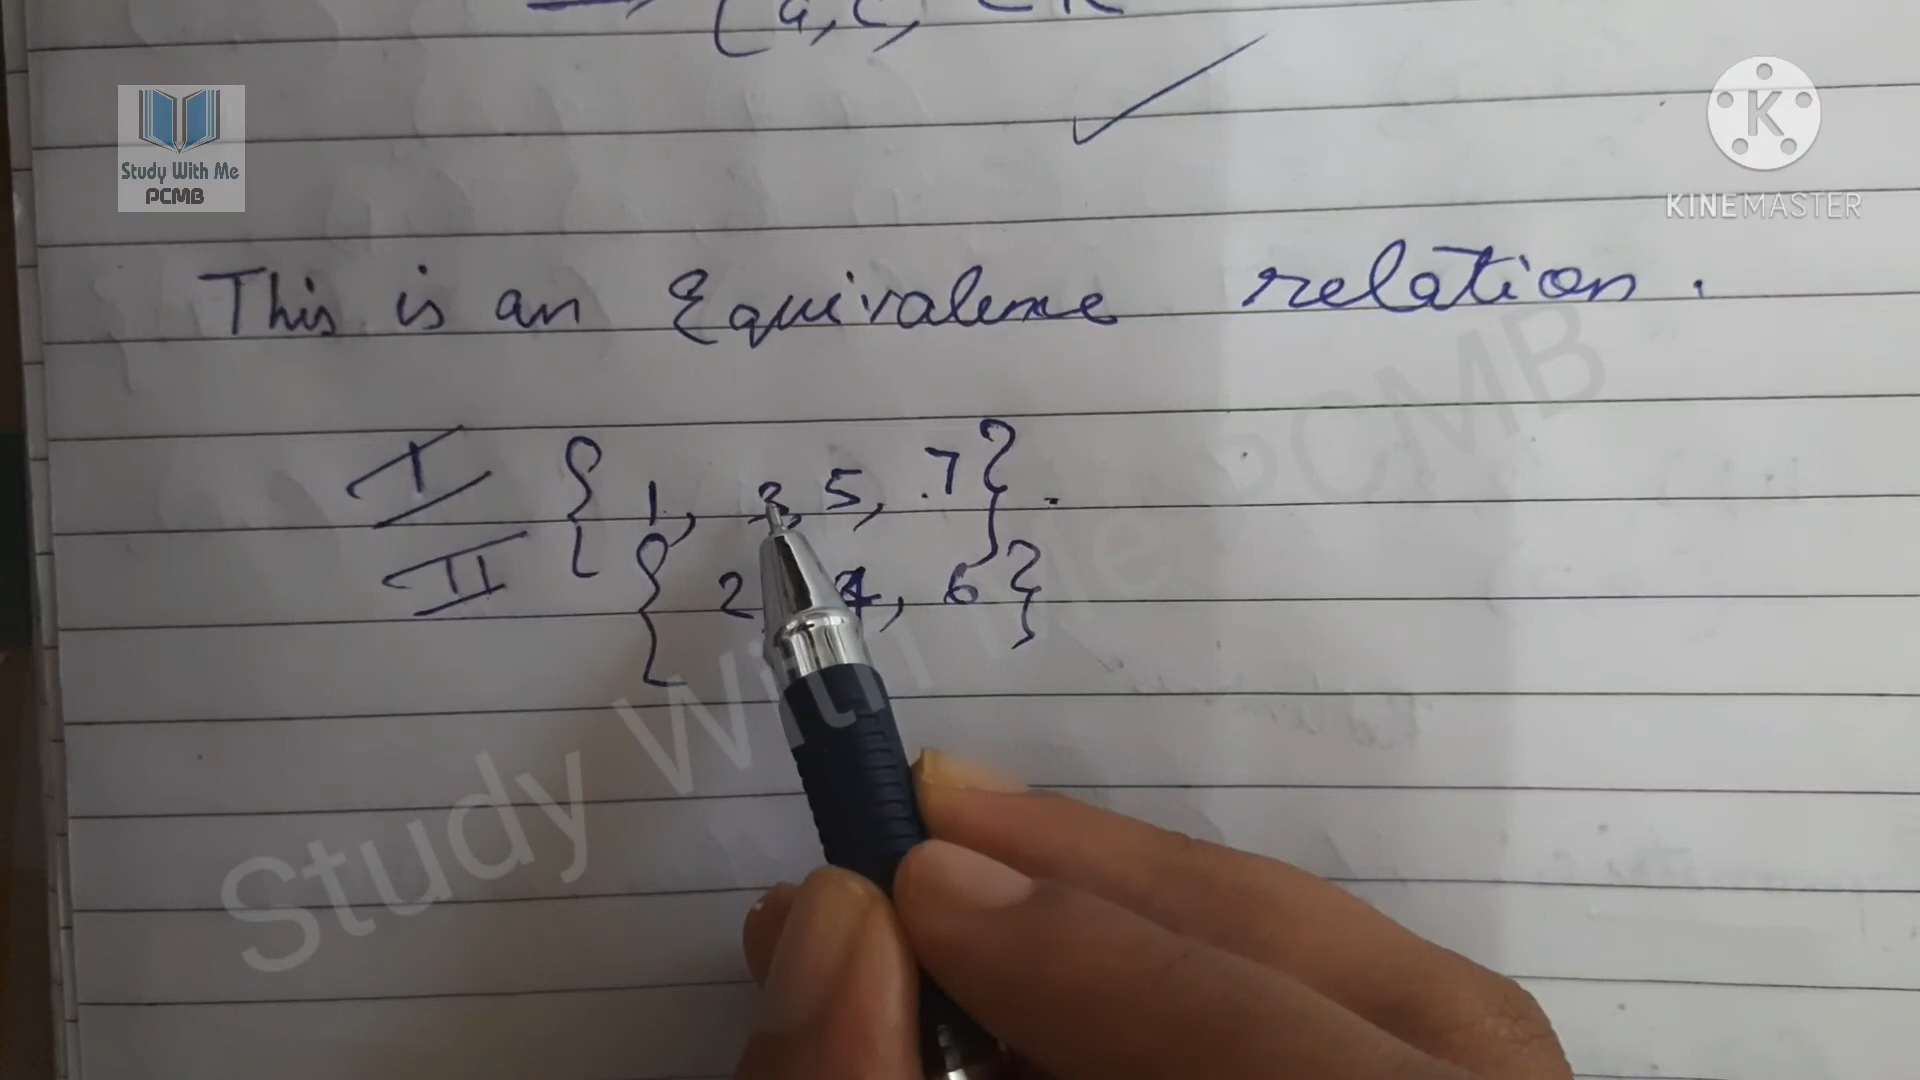 (a, c) ∈ R
Study With Me
PCMB
K
KINEMASTER
This is an Equivalence relation.
I { 1, 3, 5, 7 } .
II { 2, 4, 6 }
Study With Me PCMB